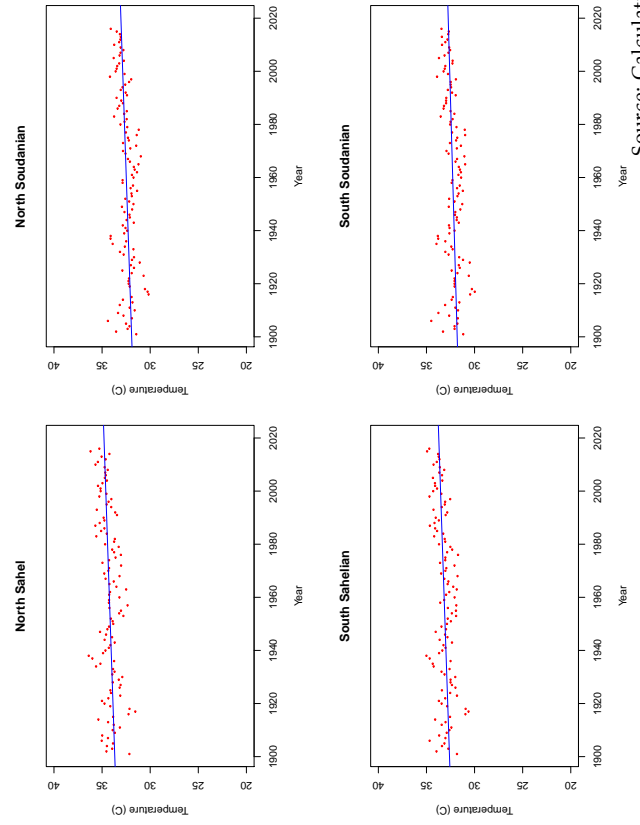 North Sahel
40
35
30
25
20
Temperature (C)
1900 1920 1940 1960 1980 2000 2020
Year
North Soudanian
40
35
30
25
20
Temperature (C)
1900 1920 1940 1960 1980 2000 2020
Year
South Sahelian
40
35
30
25
20
Temperature (C)
1900 1920 1940 1960 1980 2000 2020
Year
South Soudanian
40
35
30
25
20
Temperature (C)
1900 1920 1940 1960 1980 2000 2020
Year
Source: Calculat